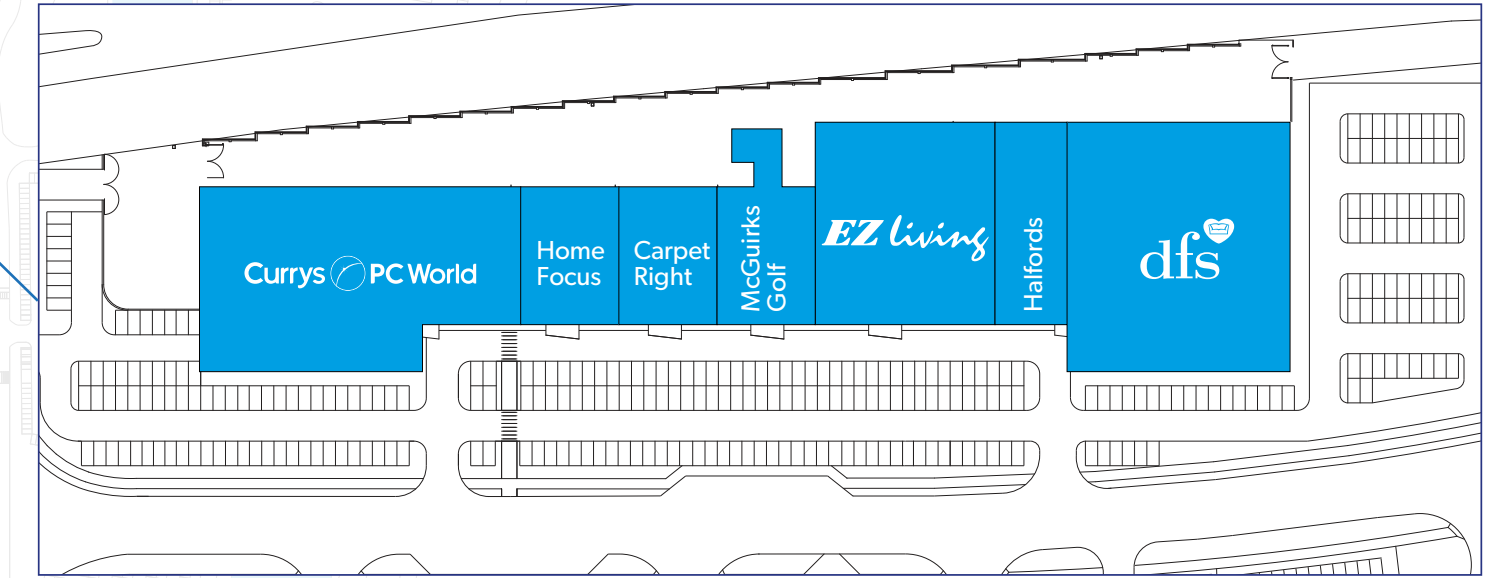 Currys PC World
Home
Focus
Carpet
Right
McGuirks
Golf
EZ living
Halfords
dfs